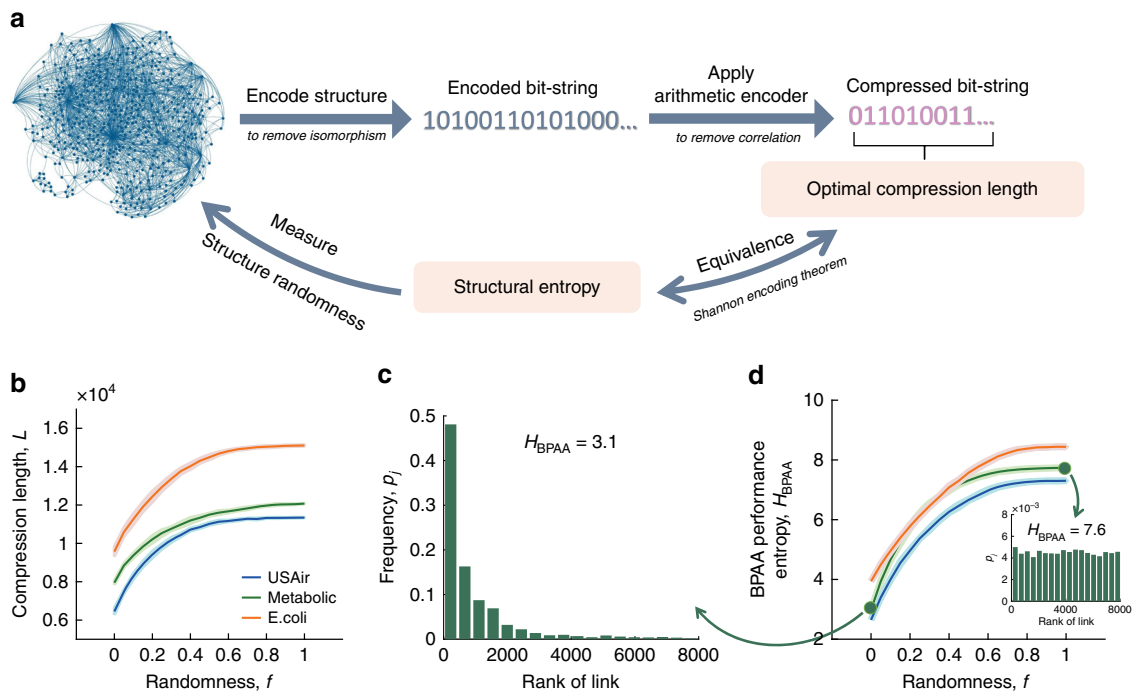 a
Encode structure
to remove isomorphism
Encoded bit-string
10100110101000...
Apply
arithmetic encoder
to remove correlation
Compressed bit-string
011010011...
Optimal compression length
Measure
Structure randomness
Structural entropy
Equivalence
Shannon encoding theorem
b
×10⁴
Compression length, L
1.6
1.4
1.2
1
0.8
0.6
USAir
Metabolic
E.coli
0 0.2 0.4 0.6 0.8 1
Randomness, f
c
Frequency, pⱼ
0.5
0.4
0.3
0.2
0.1
0
H_BPAA = 3.1
0 2000 4000 6000 8000
Rank of link
d
BPAA performance
entropy, H_BPAA
10
8
6
4
2
0 0.2 0.4 0.6 0.8 1
Randomness, f
×10⁻³
H_BPAA = 7.6
pⱼ
8
6
4
2
0
0 4000 8000
Rank of link